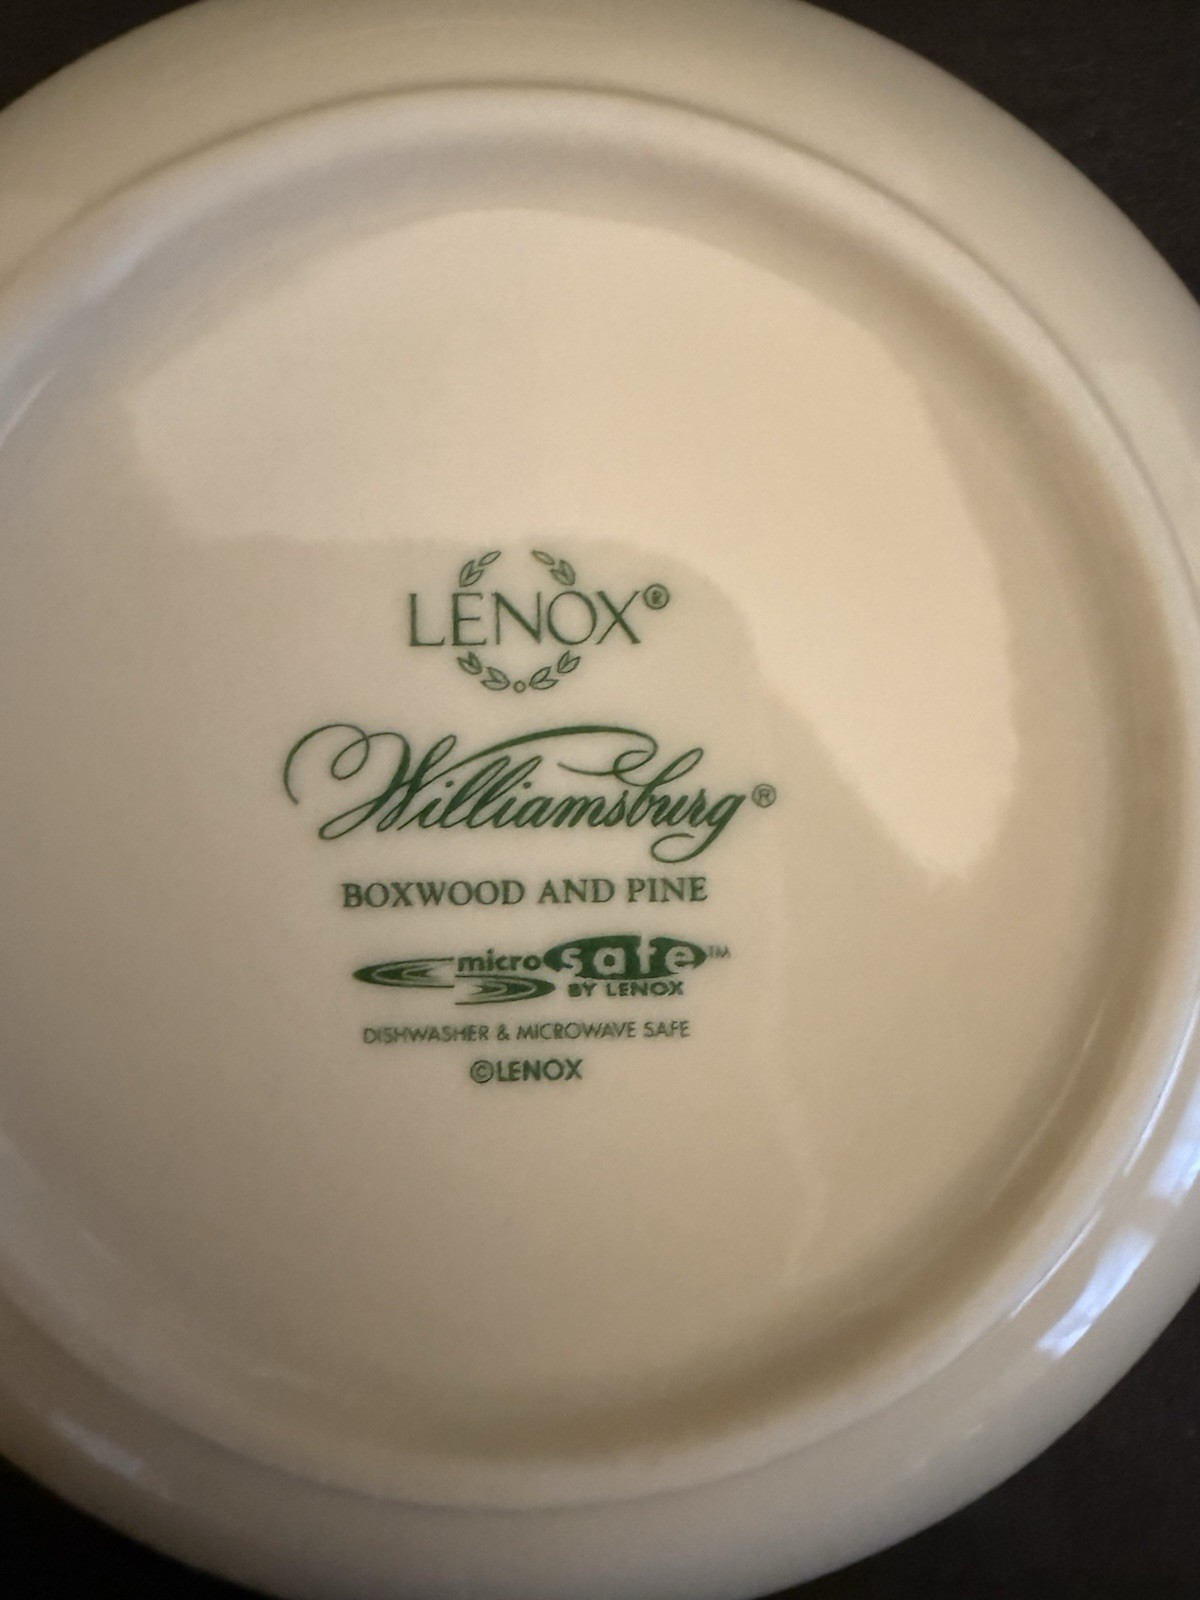 LENOX®
Williamsburg®
BOXWOOD AND PINE
micro safe™
BY LENOX
DISHWASHER & MICROWAVE SAFE
©LENOX